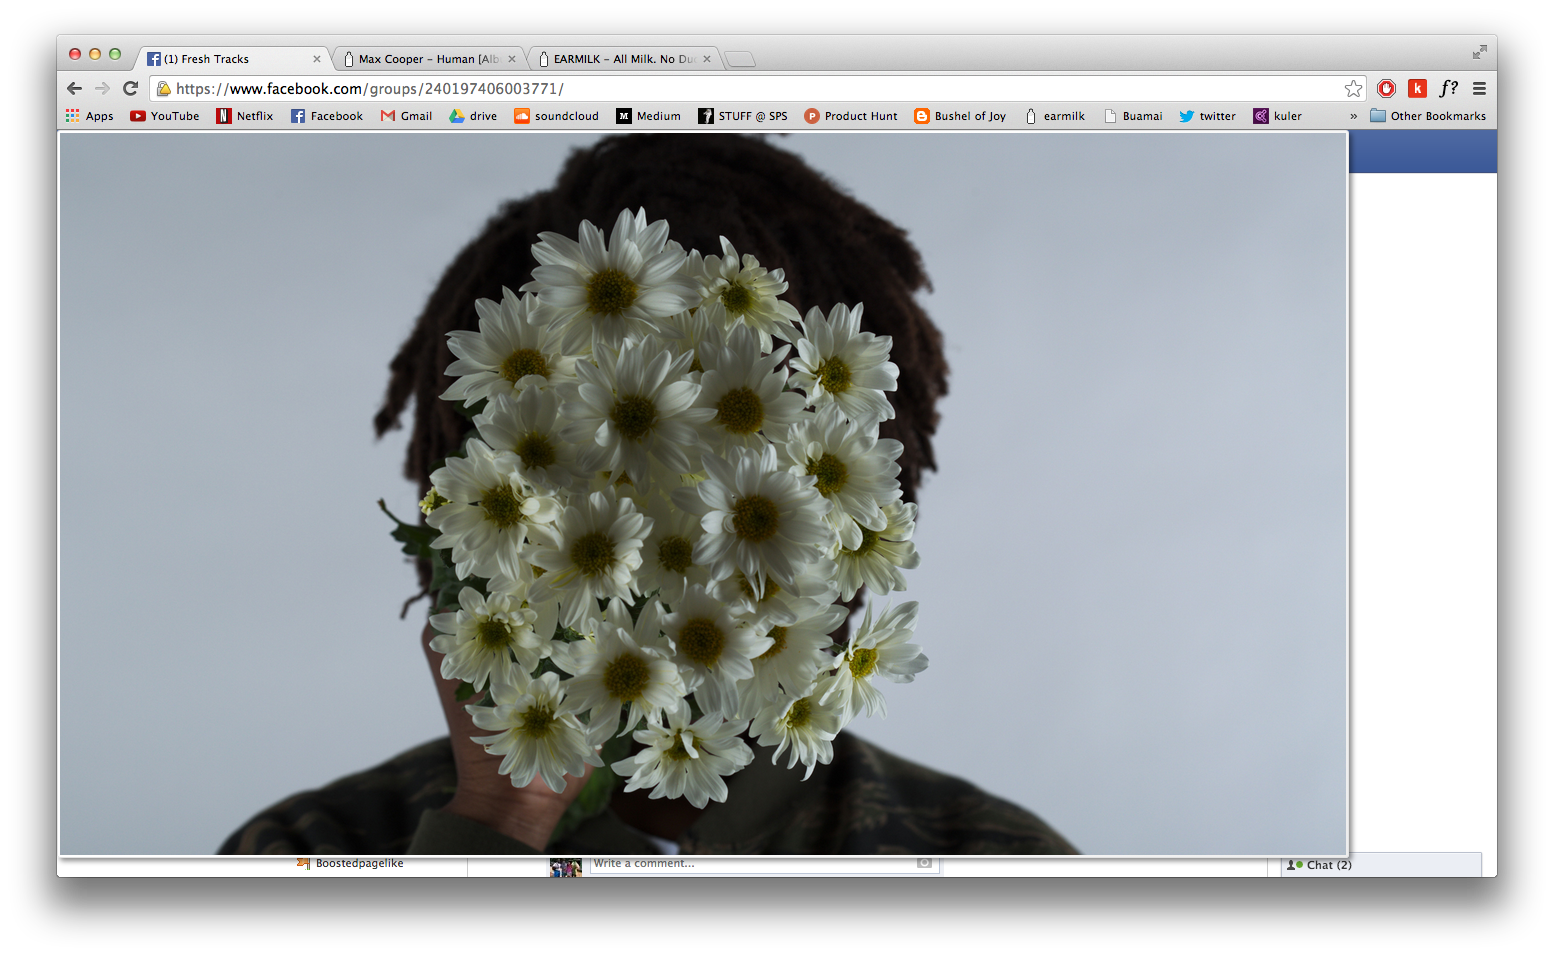 (1) Fresh Tracks
Max Cooper – Human [Alb
EARMILK – All Milk. No Duc
https://www.facebook.com/groups/240197406003771/
k
f?
Apps YouTube Netflix Facebook Gmail drive soundcloud Medium STUFF @ SPS Product Hunt Bushel of Joy earmilk Buamai twitter kuler » Other Bookmarks
Boostedpagelike
Write a comment...
Chat (2)